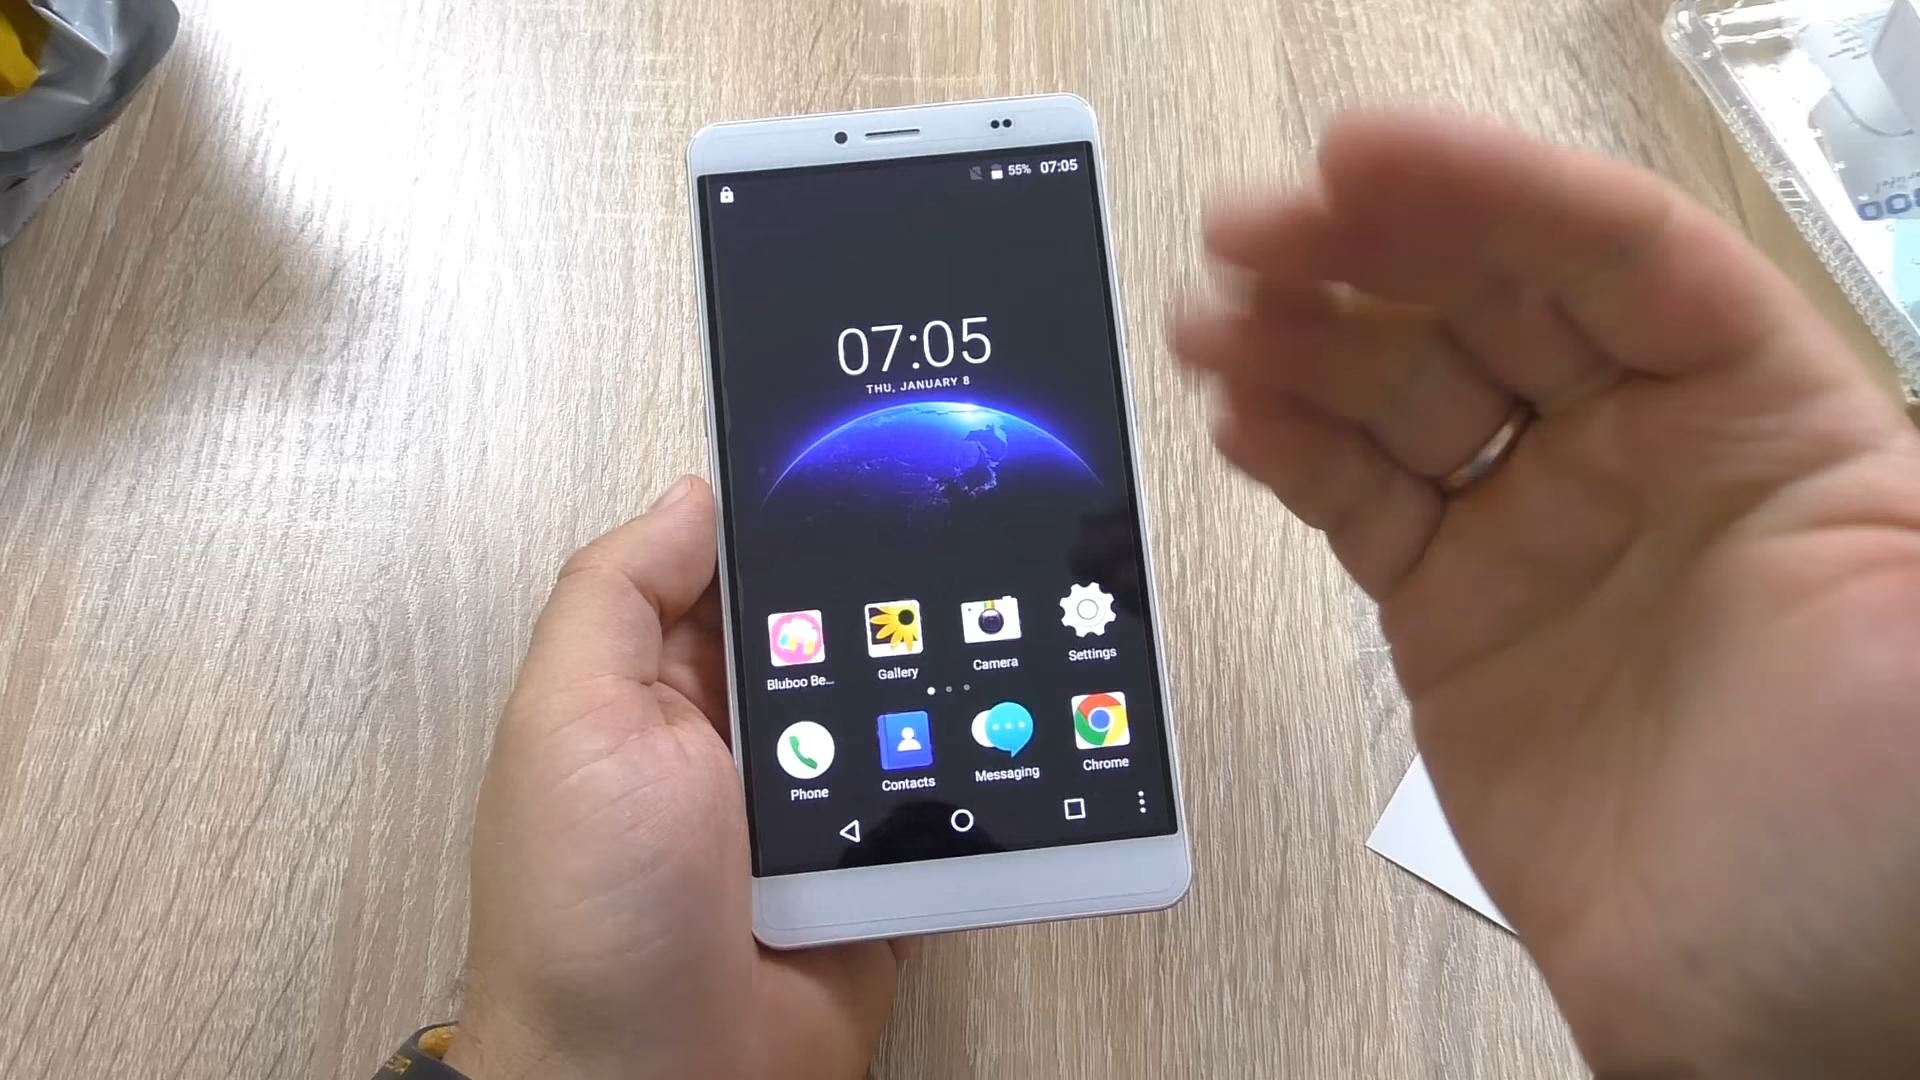 55% 07:05
07:05
THU, JANUARY 8
Bluboo Be...
Gallery
Camera
Settings
Phone
Contacts
Messaging
Chrome